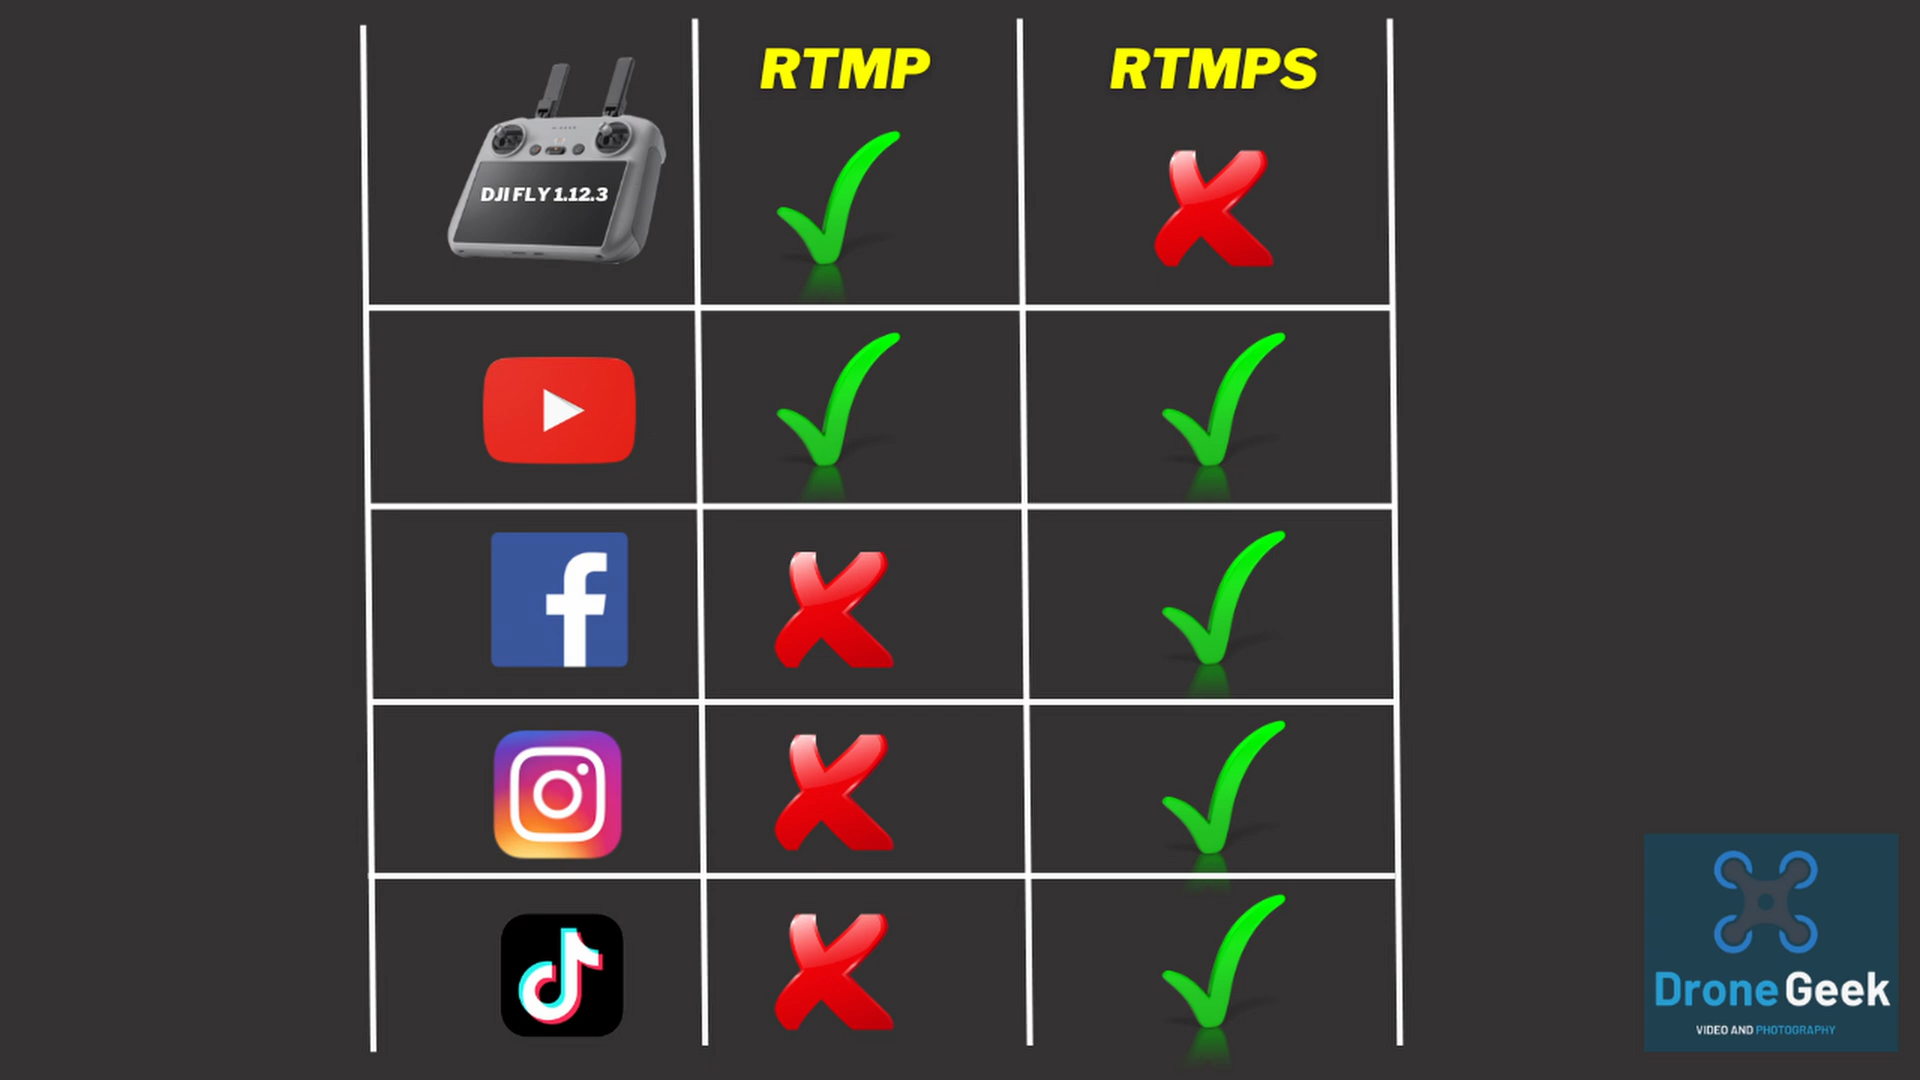 RTMP
RTMPS
DJI FLY 1.12.3
DroneGeek
VIDEO AND PHOTOGRAPHY